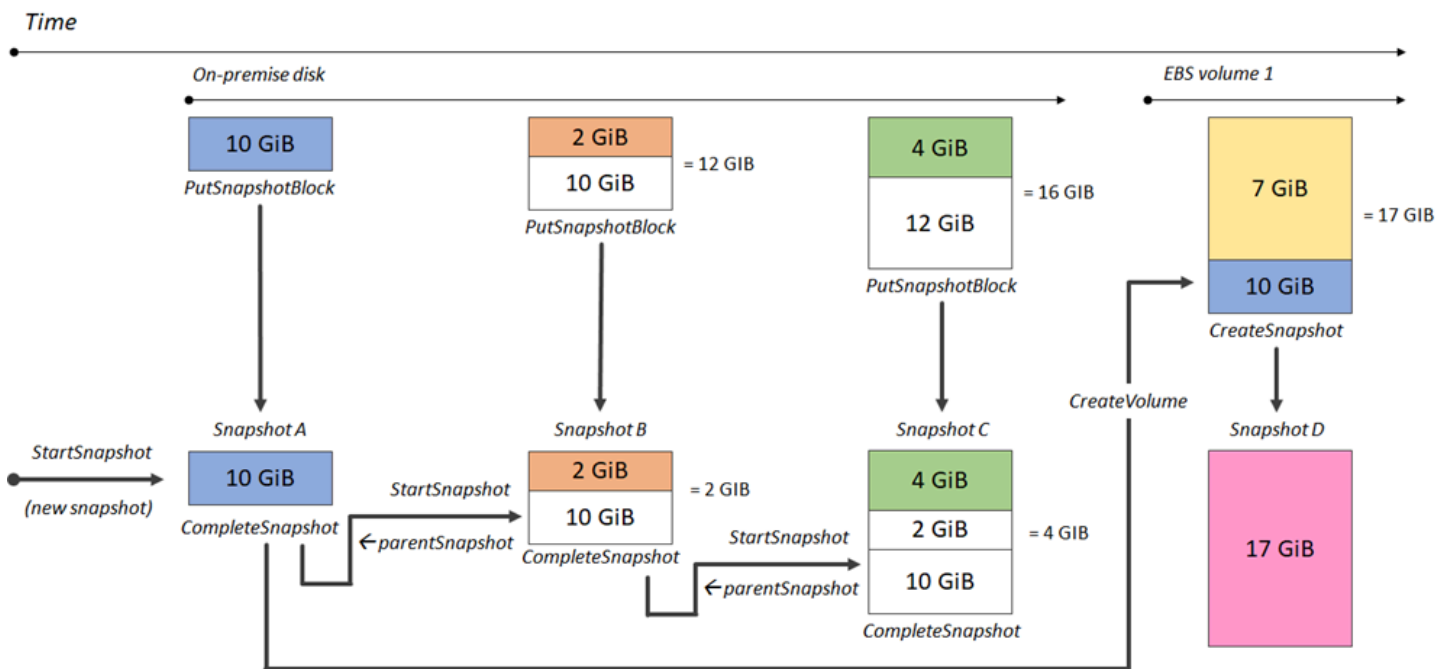 Time
On-premise disk
EBS volume 1
10 GiB
PutSnapshotBlock
2 GiB
10 GiB
= 12 GIB
PutSnapshotBlock
4 GiB
12 GiB
= 16 GIB
PutSnapshotBlock
7 GiB
10 GiB
= 17 GIB
CreateSnapshot
CreateVolume
StartSnapshot
(new snapshot)
Snapshot A
10 GiB
CompleteSnapshot
StartSnapshot
←parentSnapshot
Snapshot B
2 GiB
10 GiB
= 2 GIB
CompleteSnapshot
StartSnapshot
←parentSnapshot
Snapshot C
4 GiB
2 GiB
10 GiB
= 4 GIB
CompleteSnapshot
Snapshot D
17 GiB